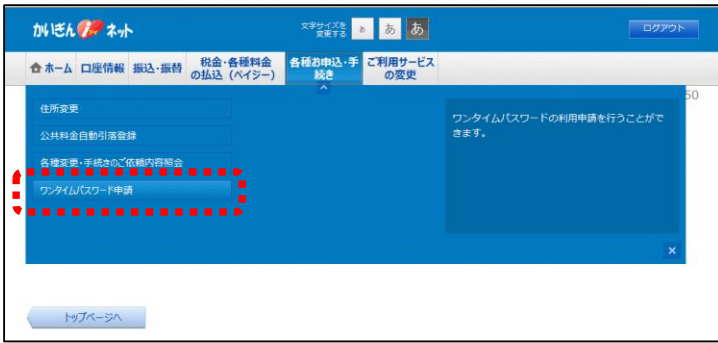 かいぎん iアイ ネット
文字サイズを
変更する
あ あ あ
ログアウト
ホーム 口座情報 振込・振替 税金・各種料金
の払込（ペイジー） 各種お申込・手
続き ご利用サービス
の変更
50
住所変更
公共料金自動引落登録
各種変更・手続きのご依頼内容照会
ワンタイムパスワード申請
ワンタイムパスワードの利用申請を行うことがで
きます。
×
トップページへ